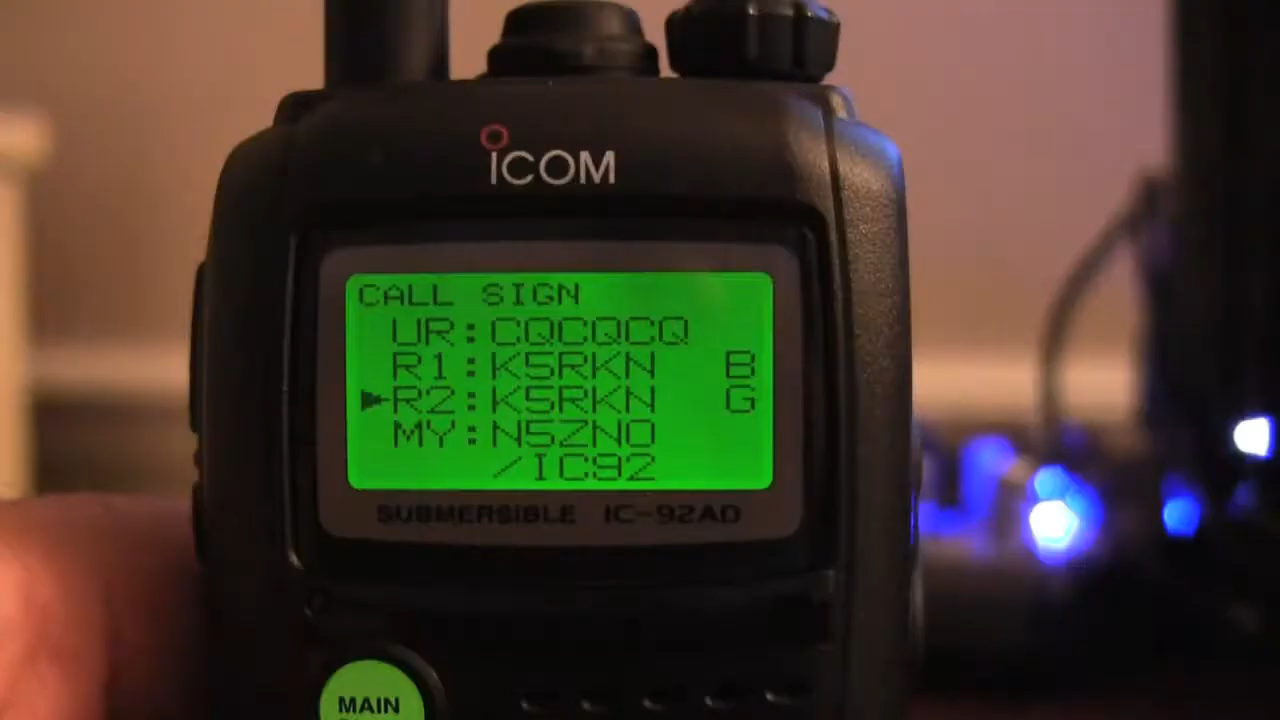 ICOM
CALL SIGN
UR:CQCQCQ
R1:K5RKN B
R2:K5RKN G
MY:N5ZNO
/IC92
SUBMERSIBLE IC-92AD
MAIN